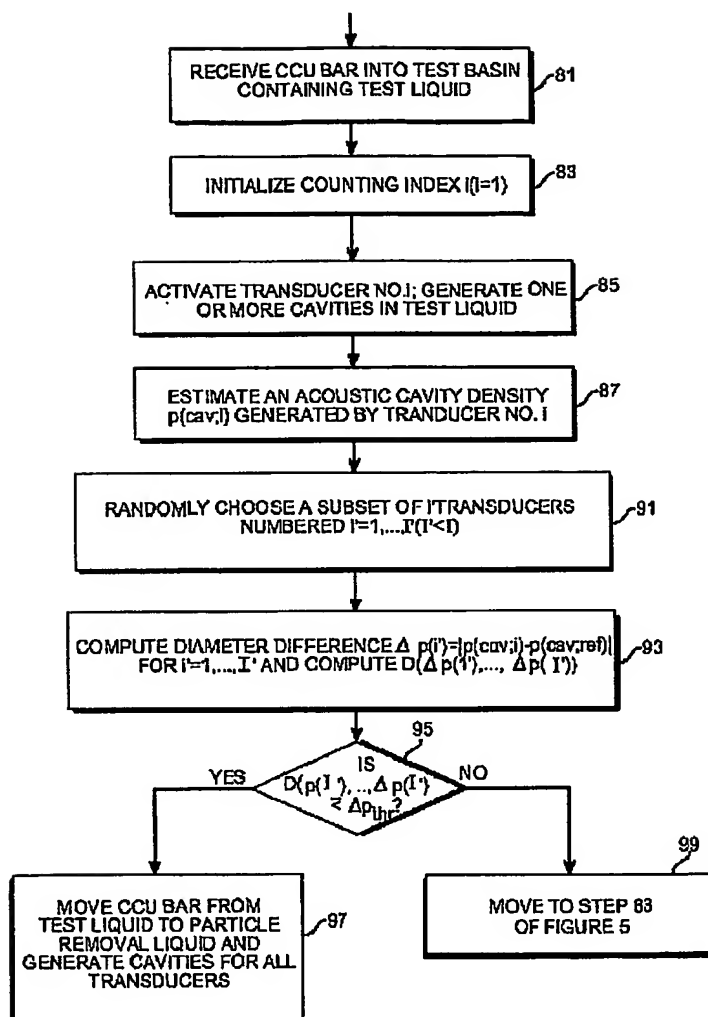 RECEIVE CCU BAR INTO TEST BASIN
CONTAINING TEST LIQUID
81
INITIALIZE COUNTING INDEX I(I=1}
83
ACTIVATE TRANSDUCER NO.I; GENERATE ONE
OR MORE CAVITIES IN TEST LIQUID
85
ESTIMATE AN ACOUSTIC CAVITY DENSITY
p(cav;I) GENERATED BY TRANDUCER NO. I
87
RANDOMLY CHOOSE A SUBSET OF I'TRANSDUCERS
NUMBERED I'=1,...,I'(I'<I)
91
COMPUTE DIAMETER DIFFERENCE Δ p(i')=|p(cav;i)-p(cav;ref)|
FOR i'=1,...,I' AND COMPUTE D(Δp(1'),..., Δp( I'))
93
95
IS
D(p(I'),..,Δ p(I'}
≤ Δpthr?
YES
NO
MOVE CCU BAR FROM
TEST LIQUID TO PARTICLE
REMOVAL LIQUID AND
GENERATE CAVITIES FOR ALL
TRANSDUCERS
97
99
MOVE TO STEP 83
OF FIGURE 5